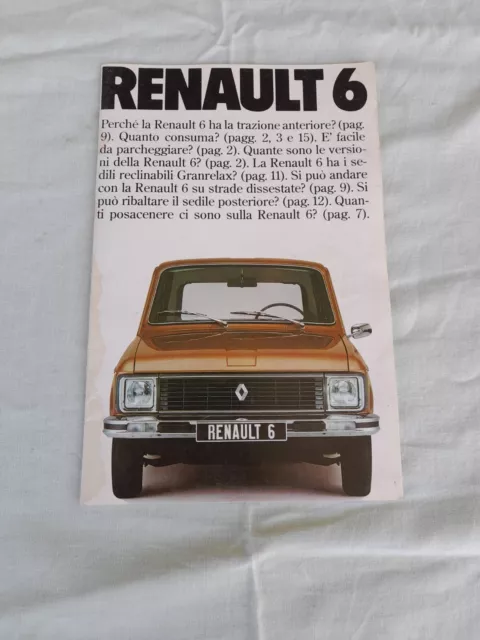 RENAULT 6
Perché la Renault 6 ha la trazione anteriore? (pag.
9). Quanto consuma? (pagg. 2, 3 e 15). E' facile
da parcheggiare? (pag. 2). Quante sono le versio-
ni della Renault 6? (pag. 2). La Renault 6 ha i se-
dili reclinabili Granrelax? (pag. 11). Si può andare
con la Renault 6 su strade dissestate? (pag. 9). Si
può ribaltare il sedile posteriore? (pag. 12). Quan-
ti posacenere ci sono sulla Renault 6? (pag. 7).
RENAULT 6